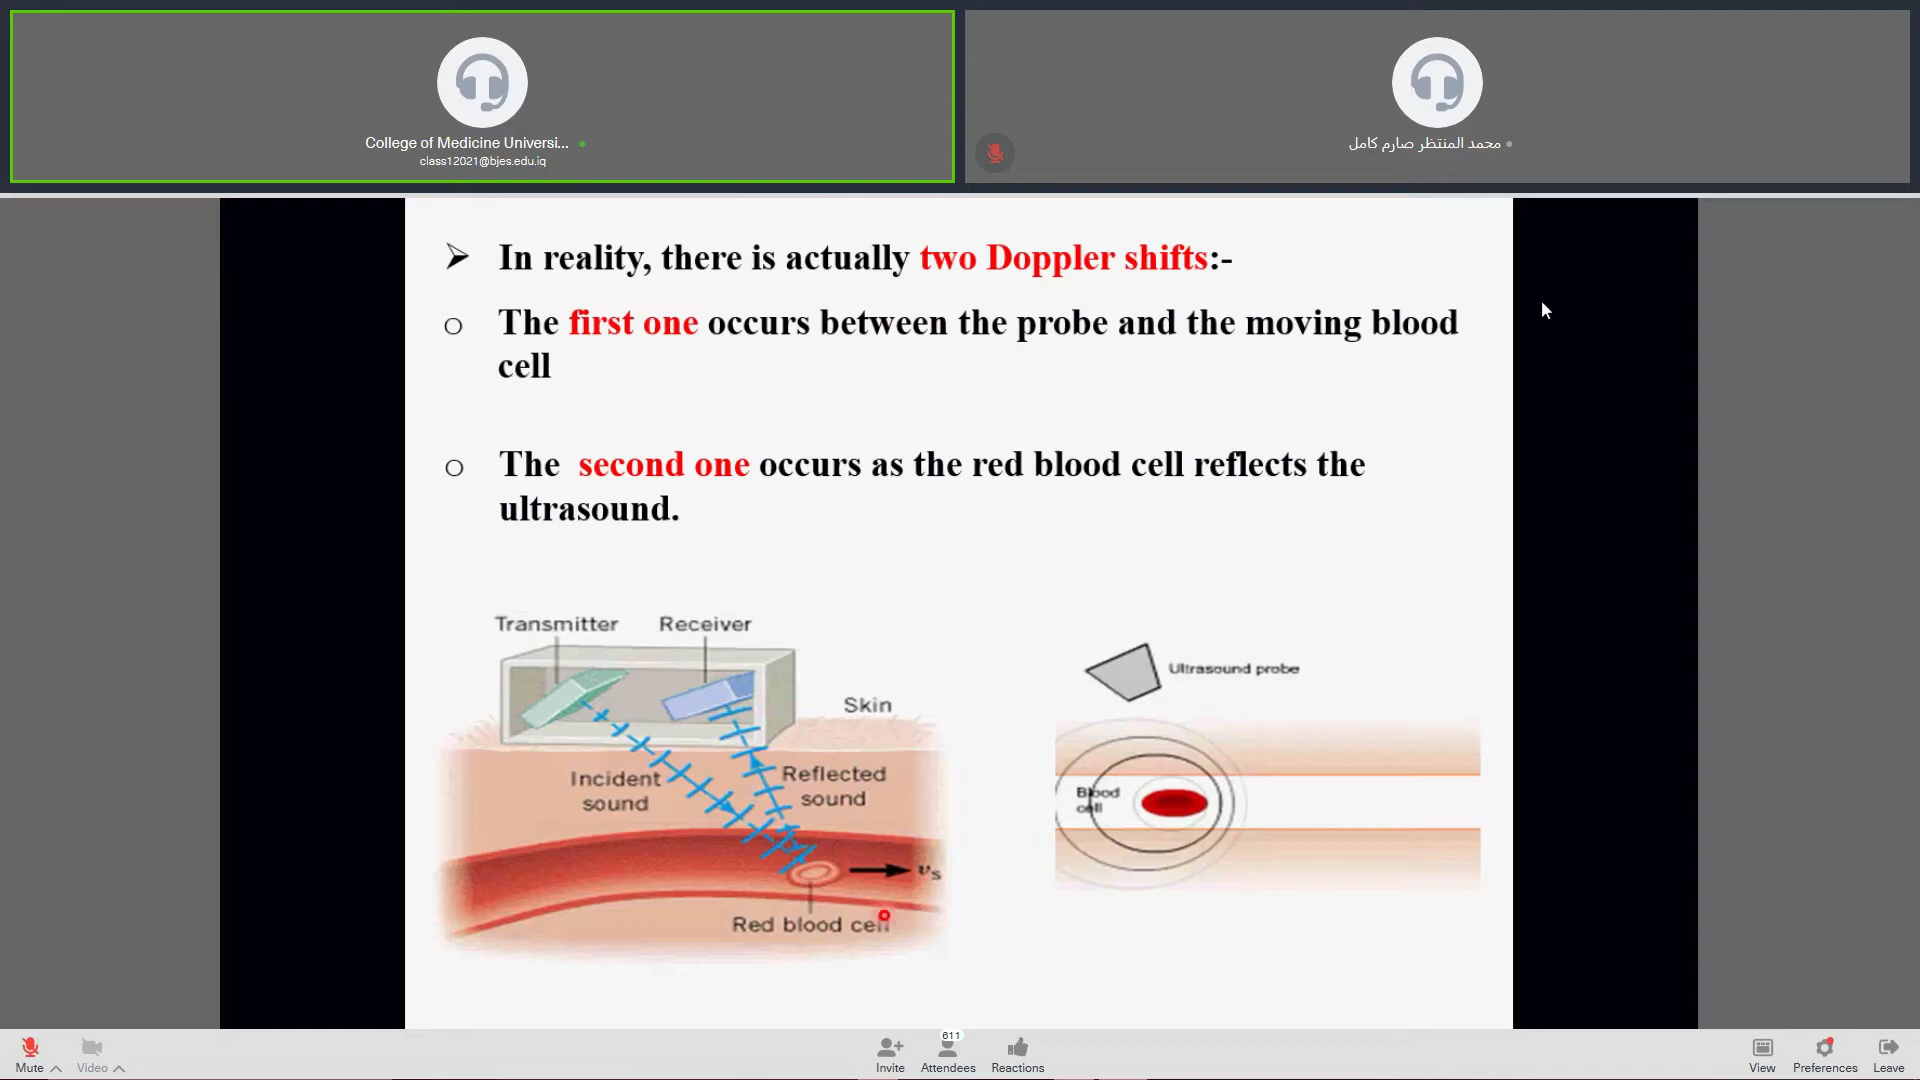 College of Medicine Universi...
class12021@bjes.edu.iq
محمد المنتظر صارم كامل
➢ In reality, there is actually two Doppler shifts:-
o The first one occurs between the probe and the moving blood
cell
o The second one occurs as the red blood cell reflects the
ultrasound.
Transmitter Receiver
Skin
Incident
sound
Reflected
sound
vs
Red blood cell
Ultrasound probe
Blood
cell
611
Mute Video Invite Attendees Reactions View Preferences Leave